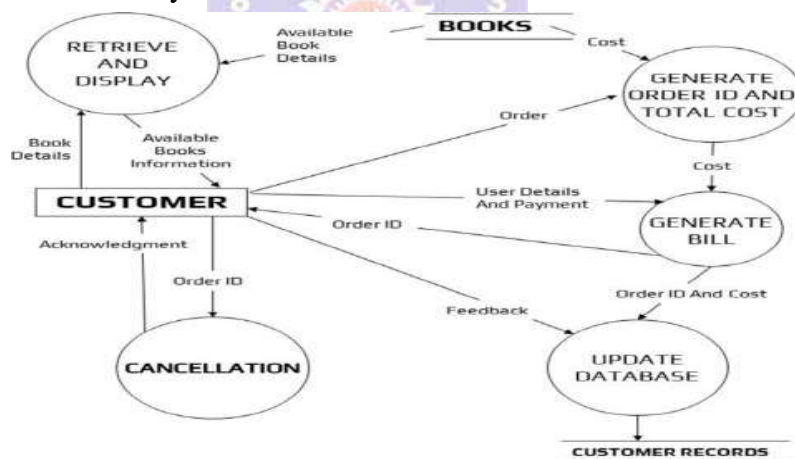 RETRIEVE
AND
DISPLAY
Available
Book
Details
BOOKS
Cost
GENERATE
ORDER ID AND
TOTAL COST
Order
Book
Details
Available
Books
Information
Cost
CUSTOMER
User Details
And Payment
GENERATE
BILL
Order ID
Acknowledgment
Order ID
Order ID And Cost
Feedback
CANCELLATION
UPDATE
DATABASE
CUSTOMER RECORDS